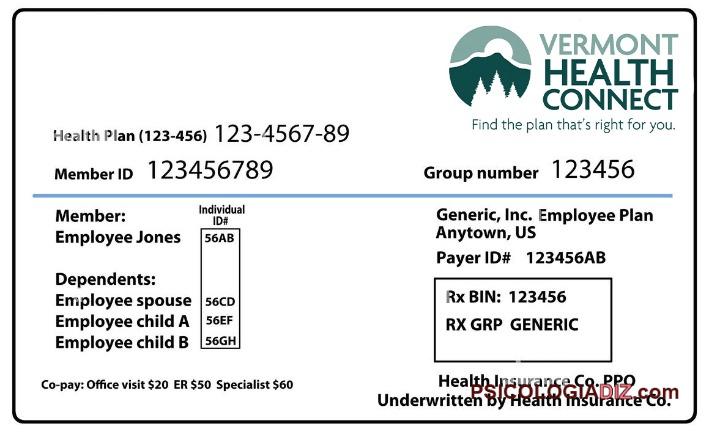 VERMONT
HEALTH
CONNECT
Find the plan that's right for you.
Health Plan (123-456) 123-4567-89
Member ID 123456789
Group number 123456
Member:
Individual
ID#
Employee Jones 56AB
Dependents:
Employee spouse 56CD
Employee child A 56EF
Employee child B 56GH
Co-pay: Office visit $20 ER $50 Specialist $60
Generic, Inc. Employee Plan
Anytown, US
Payer ID# 123456AB
Rx BIN: 123456
RX GRP GENERIC
Health Insurance Co. PPO
PSICOLOGIADIZ.com
Underwritten by Health Insurance Co.